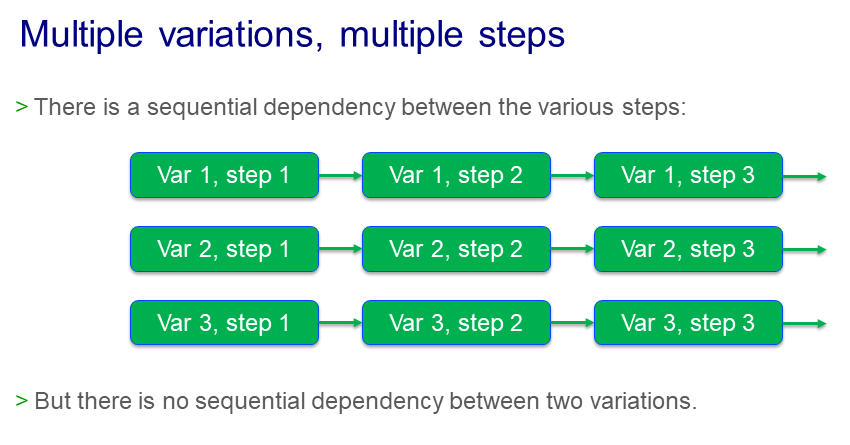 Multiple variations, multiple steps
> There is a sequential dependency between the various steps:
Var 1, step 1 Var 1, step 2 Var 1, step 3
Var 2, step 1 Var 2, step 2 Var 2, step 3
Var 3, step 1 Var 3, step 2 Var 3, step 3
> But there is no sequential dependency between two variations.